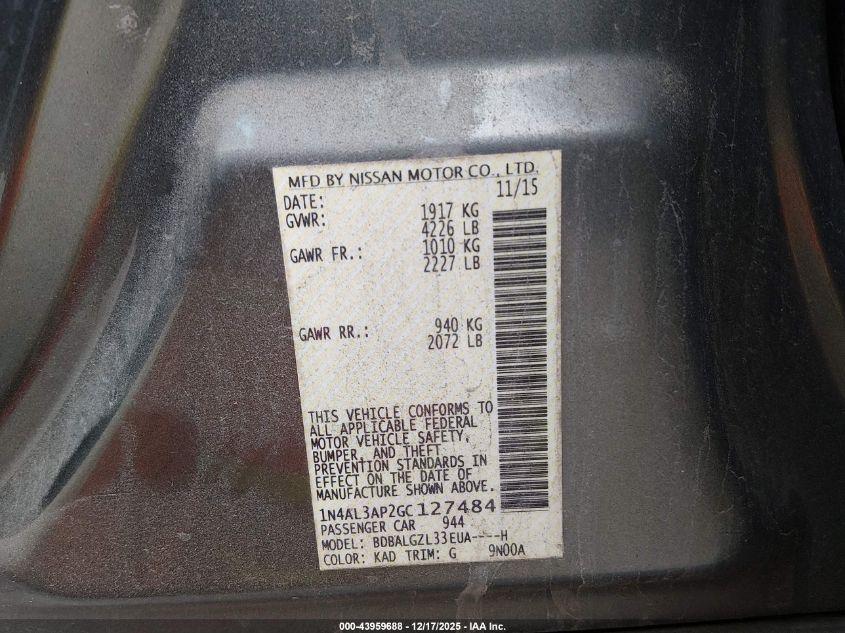 MFD BY NISSAN MOTOR CO., LTD.
DATE: 11/15
GVWR: 1917 KG
4226 LB
GAWR FR.: 1010 KG
2227 LB
GAWR RR.: 940 KG
2072 LB
THIS VEHICLE CONFORMS TO
ALL APPLICABLE FEDERAL
MOTOR VEHICLE SAFETY,
BUMPER, AND THEFT
PREVENTION STANDARDS IN
EFFECT ON THE DATE OF
MANUFACTURE SHOWN ABOVE.
1N4AL3AP2GC127484
PASSENGER CAR 944
MODEL: BDBALGZL33EUA----H
COLOR: KAD TRIM: G 9N00A
000-43959688 - 12/17/2025 - IAA Inc.